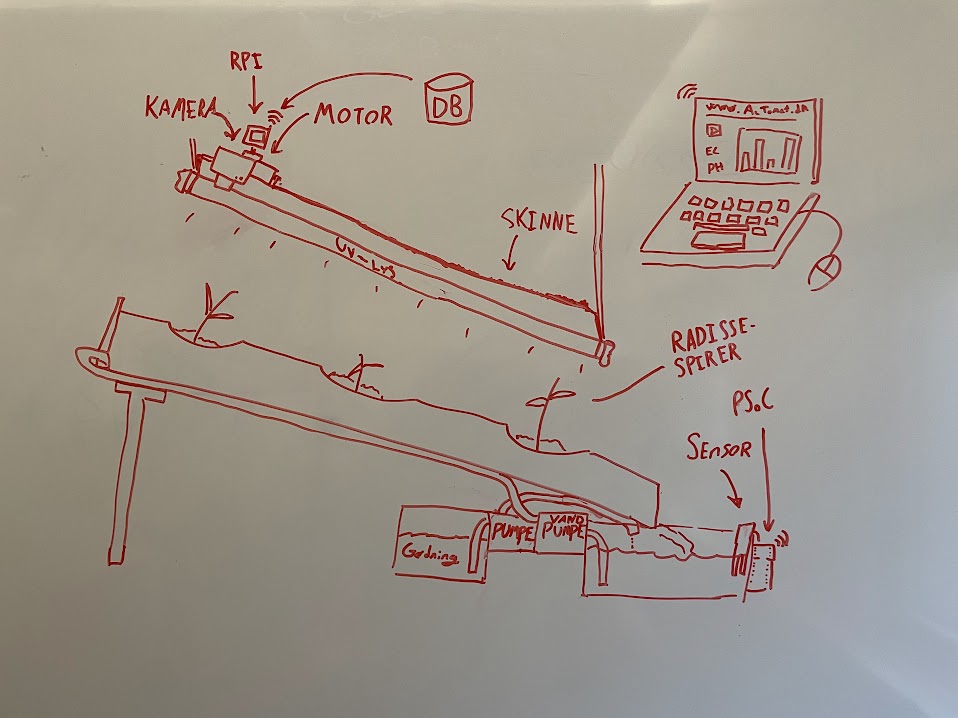 RPI
KAMERA
MOTOR
DB
www.AcTomat.dk
EC
PH
SKINNE
UV-LYS
RADISSE-
SPIRER
PSoC
SENSOR
PUMPE
VAND
PUMPE
Gødning